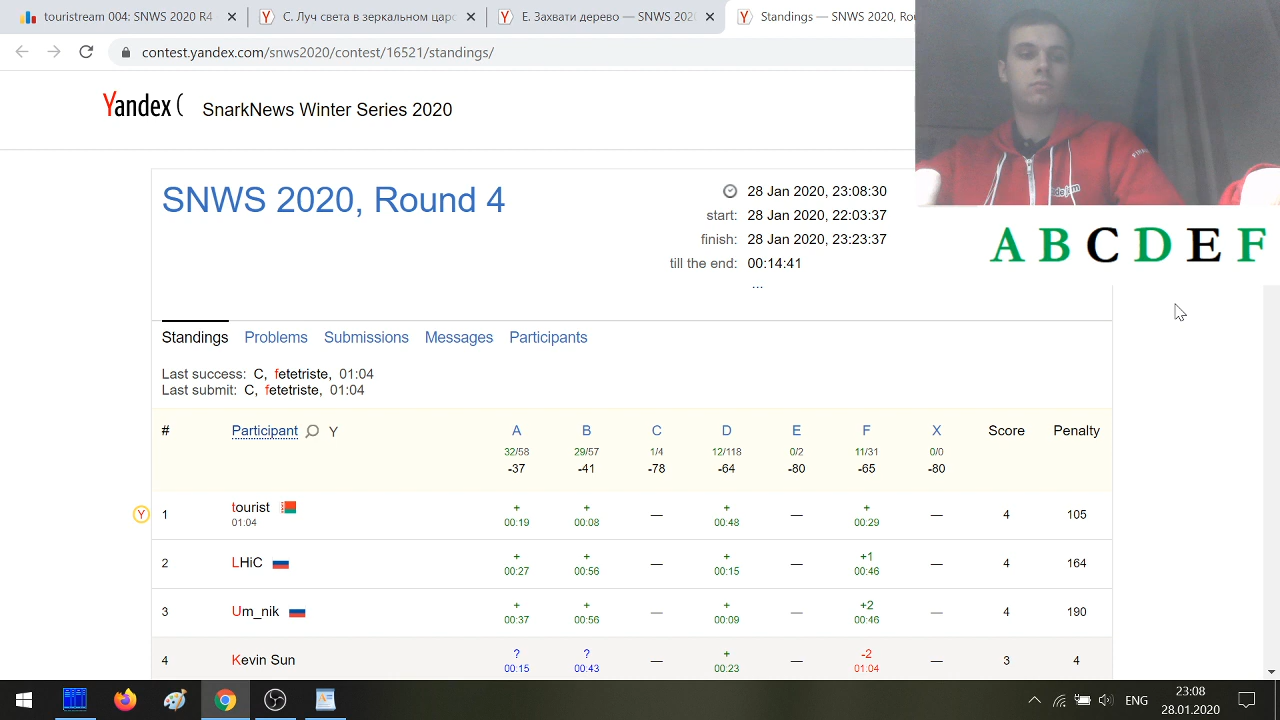 touristream 004: SNWS 2020 R4
С. Луч света в зеркальном цар
Е. Захвати дерево — SNWS 202
Standings — SNWS 2020, Rou
contest.yandex.com/snws2020/contest/16521/standings/
Yandex ( SnarkNews Winter Series 2020
SNWS 2020, Round 4
28 Jan 2020, 23:08:30
start: 28 Jan 2020, 22:03:37
finish: 28 Jan 2020, 23:23:37
till the end: 00:14:41
...
A B C D E F
Standings Problems Submissions Messages Participants
Last success: C, fetetriste, 01:04
Last submit: C, fetetriste, 01:04
# Participant Y A B C D E F X Score Penalty
32/58 29/57 1/4 12/118 0/2 11/31 0/0
-37 -41 -78 -64 -80 -65 -80
Y 1 tourist + + — + — + — 4 105
01:04 00:19 00:08 00:48 00:29
2 LHiC + + — + — +1 — 4 164
00:27 00:56 00:15 00:46
3 Um_nik + + — + — +2 — 4 190
00:37 00:56 00:09 00:46
4 Kevin Sun ? ? — + — -2 — 3 4
00:15 00:43 00:23 01:04
ENG 23:08
28.01.2020